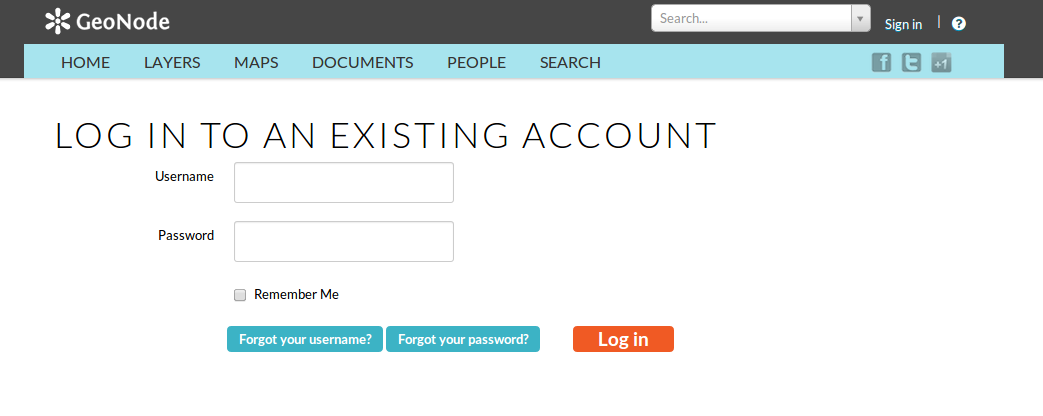 GeoNode
Search...
Sign in | ?
HOME LAYERS MAPS DOCUMENTS PEOPLE SEARCH f t +1
LOG IN TO AN EXISTING ACCOUNT
Username
Password
Remember Me
Forgot your username? Forgot your password? Log in